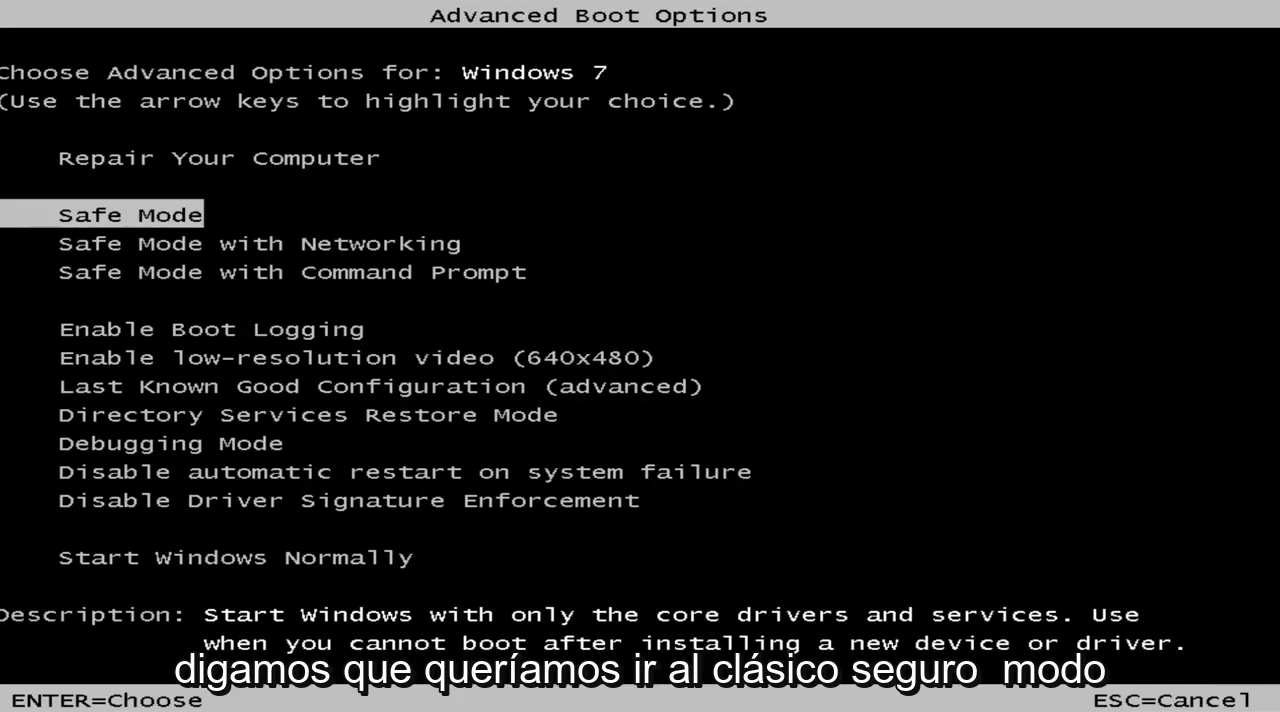 Advanced Boot Options
Choose Advanced Options for: Windows 7
(Use the arrow keys to highlight your choice.)
Repair Your Computer
Safe Mode
Safe Mode with Networking
Safe Mode with Command Prompt
Enable Boot Logging
Enable low-resolution video (640x480)
Last Known Good Configuration (advanced)
Directory Services Restore Mode
Debugging Mode
Disable automatic restart on system failure
Disable Driver Signature Enforcement
Start Windows Normally
Description: Start Windows with only the core drivers and services. Use
when you cannot boot after installing a new device or driver.
digamos que queríamos ir al clásico seguro modo
ENTER=Choose ESC=Cancel